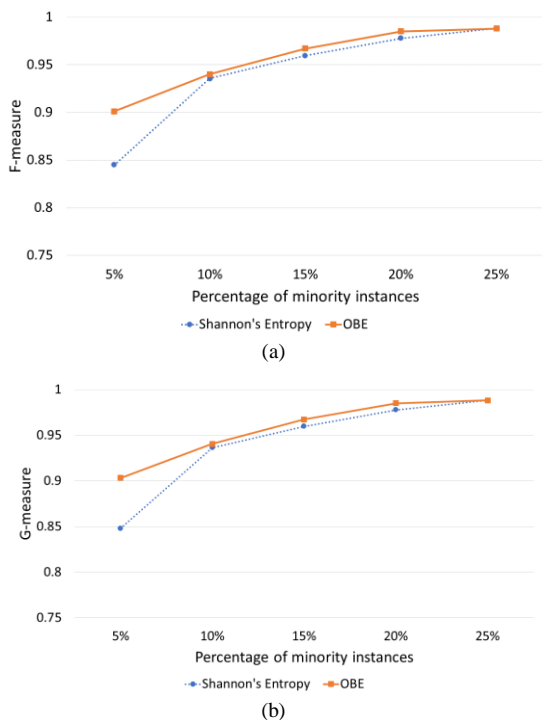 1
0.95
0.9
0.85
0.8
0.75
F-measure
5% 10% 15% 20% 25%
Percentage of minority instances
Shannon's Entropy OBE
(a)
1
0.95
0.9
0.85
0.8
0.75
G-measure
5% 10% 15% 20% 25%
Percentage of minority instances
Shannon's Entropy OBE
(b)